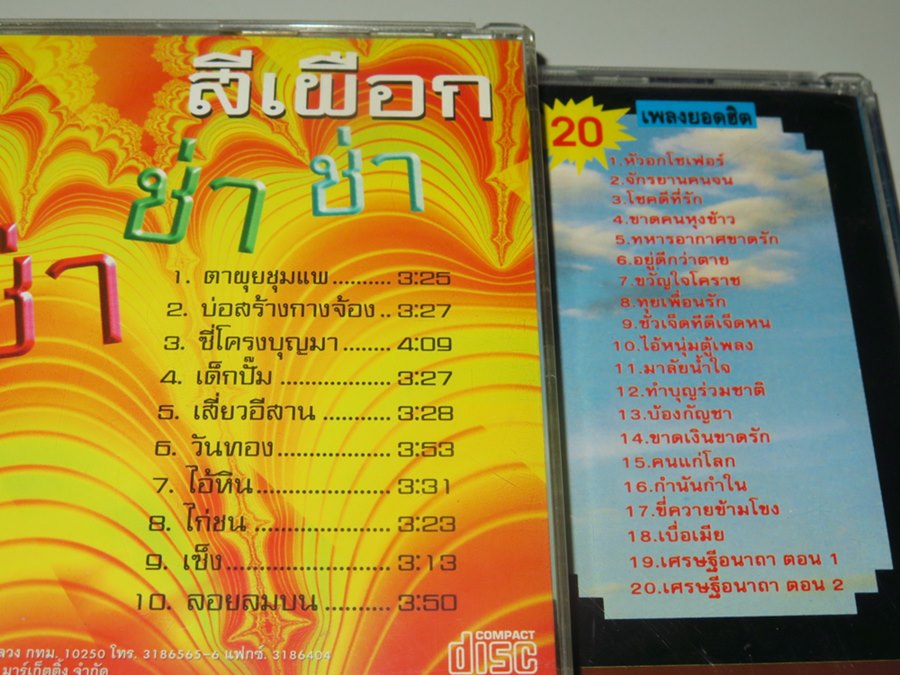 สีเผือก
ช่า ช่า ช่า
1. ตาผุยชุมแพ.......... 3:25
2. บ่อสร้างกางจ้อง.. 3:27
3. ซี่โครงบุญมา........ 4:09
4. เด็กปั๊ม ................. 3:27
5. เสี่ยวอีสาน ........... 3:28
6. วันทอง.................. 3:53
7. ไอ้หิน.................... 3:31
8. ไก่ชน ................... 3:23
9. เซ็ง........................ 3:13
10. ลอยลมบน ........... 3:50
ลวง กทม. 10250 โทร. 3186565-6 แฟกซ์. 3186404
มาร์เก็ตติ้ง จำกัด
COMPACT
disc
20 เพลงยอดฮิต
1.หัวอกโชเฟอร์
2.จักรยานคนจน
3.โชคดีที่รัก
4.ขาดคนหุงข้าว
5.ทหารอากาศขาดรัก
6.อยู่ดีกว่าตาย
7.ขวัญใจโคราช
8.ทุยเพื่อนรัก
9.ชั่วเจ็ดทีดีเจ็ดหน
10.ไอ้หนุ่มตู้เพลง
11.มาลัยน้ำใจ
12.ทำบุญร่วมชาติ
13.น้องกัญชา
14.ขาดเงินขาดรัก
15.คนแก่โลก
16.กำนันกำใน
17.ขี่ควายข้ามโขง
18.เบื่อเมีย
19.เศรษฐีอนาถา ตอน 1
20.เศรษฐีอนาถา ตอน 2